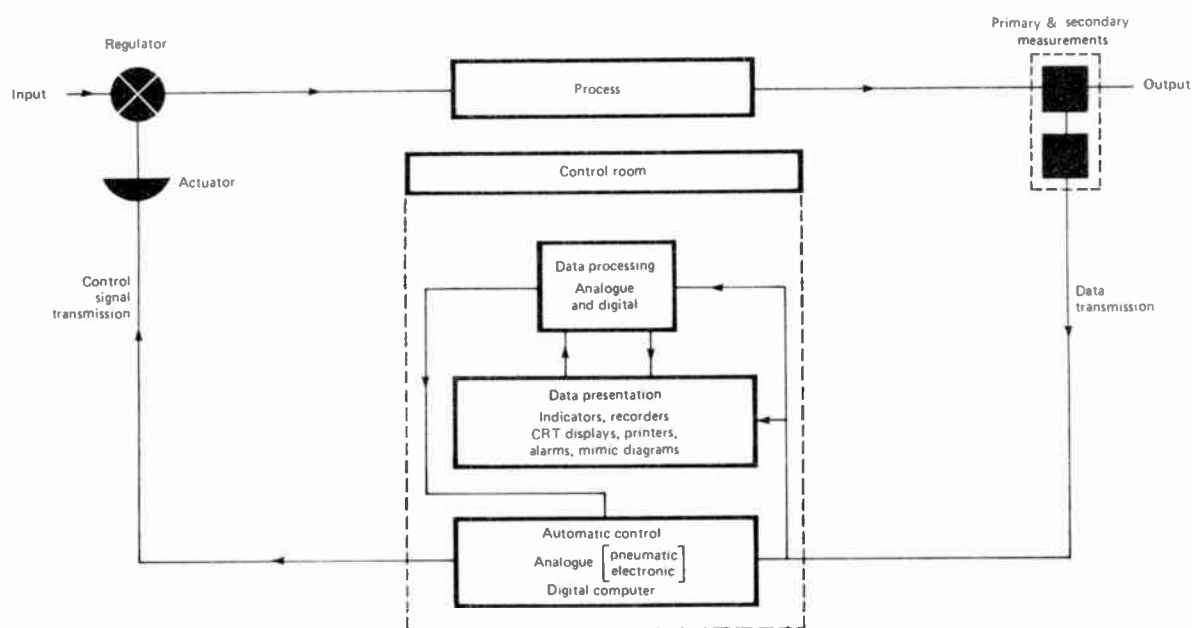 Primary & secondary
measurements
Regulator
Input
Process
Output
Control room
Actuator
Data processing
Analogue
and digital
Control
signal
transmission
Data
transmission
Data presentation
Indicators, recorders
CRT displays, printers,
alarms, mimic diagrams
Automatic control
Analogue [pneumatic
electronic]
Digital computer